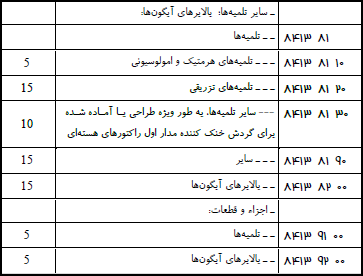 ـ سایر تلمبه‌ها؛ بالابرهای آبگون‌ها:
۸۴۱۳ ۸۱ ـ ـ تلمبه‌ها
۸۴۱۳ ۸۱ ۱۰ ـ ـ ـ تلمبه‌های هرمتیک و امولوسیونی 5
۸۴۱۳ ۸۱ ۲۰ ـ ـ ـ تلمبه‌های تزریقی 15
۸۴۱۳ ۸۱ ۳۰ --- سایر تلمبه‌ها، به طور ویژه طراحی یا آماده شده
برای گردش خنک کننده مدار اول راکتورهای هسته‌ای 10
۸۴۱۳ ۸۱ ۹۰ ـ ـ ـ سایر 15
۸۴۱۳ ۸۲ ۰۰ ـ ـ بالابرهای آبگون‌ها 15
ـ اجزاء و قطعات:
۸۴۱۳ ۹۱ ۰۰ ـ ـ تلمبه‌ها 5
۸۴۱۳ ۹۲ ۰۰ ـ ـ بالابرهای آبگون‌ها 5